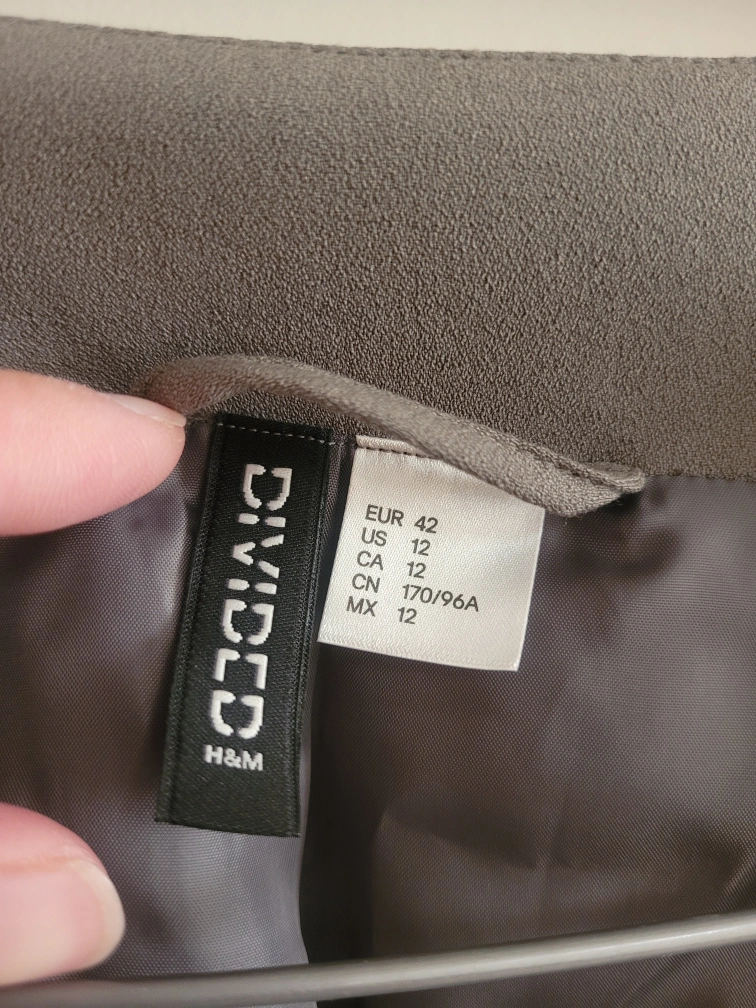 DIVIDED
H&M
EUR 42
US 12
CA 12
CN 170/96A
MX 12